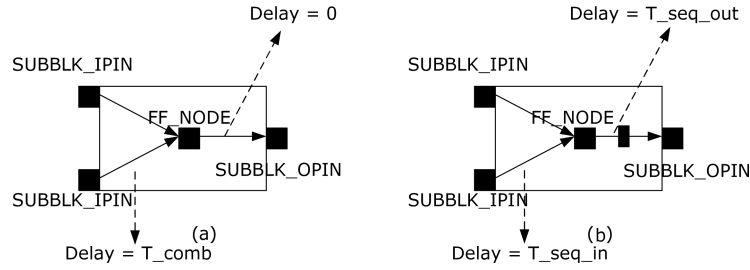 Delay = 0
SUBBLK_IPIN
FF_NODE
SUBBLK_OPIN
SUBBLK_IPIN
(a)
Delay = T_comb
Delay = T_seq_out
SUBBLK_IPIN
FF_NODE
SUBBLK_OPIN
SUBBLK_IPIN
(b)
Delay = T_seq_in